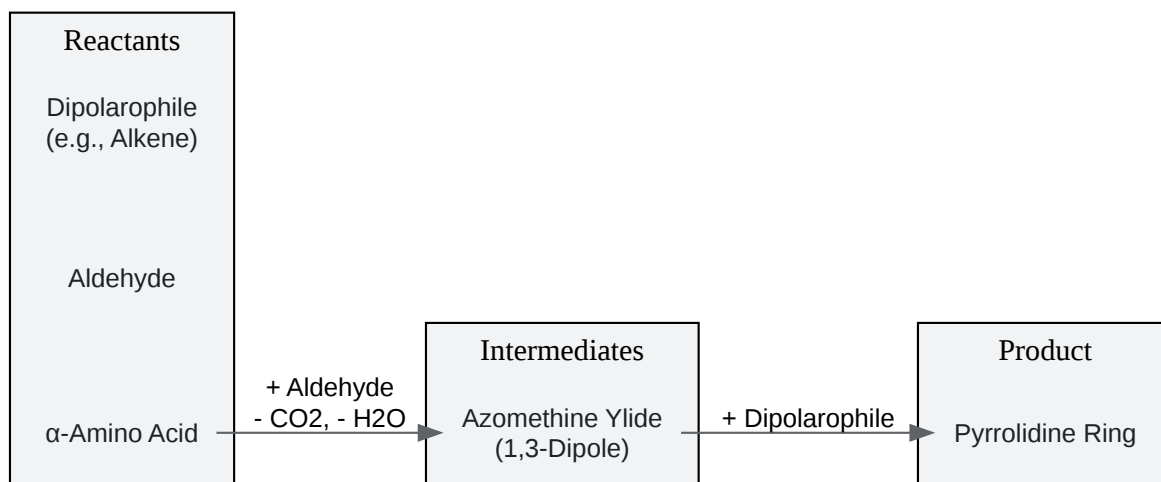 Reactants
Dipolarophile
(e.g., Alkene)
Aldehyde
α-Amino Acid
+ Aldehyde
- CO2, - H2O
Intermediates
Azomethine Ylide
(1,3-Dipole)
+ Dipolarophile
Product
Pyrrolidine Ring